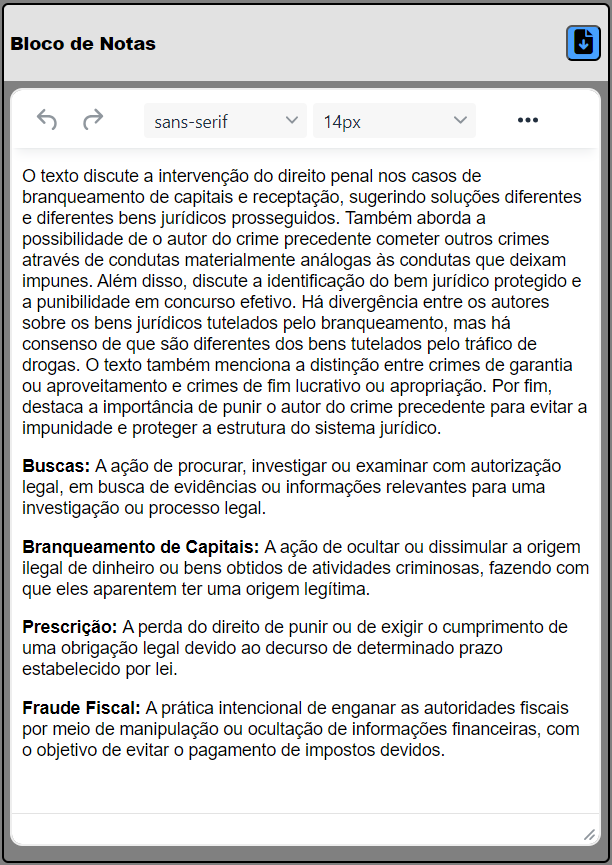 Bloco de Notas
sans-serif
14px
O texto discute a intervenção do direito penal nos casos de
branqueamento de capitais e receptação, sugerindo soluções diferentes
e diferentes bens jurídicos prosseguidos. Também aborda a
possibilidade de o autor do crime precedente cometer outros crimes
através de condutas materialmente análogas às condutas que deixam
impunes. Além disso, discute a identificação do bem jurídico protegido e
a punibilidade em concurso efetivo. Há divergência entre os autores
sobre os bens jurídicos tutelados pelo branqueamento, mas há
consenso de que são diferentes dos bens tutelados pelo tráfico de
drogas. O texto também menciona a distinção entre crimes de garantia
ou aproveitamento e crimes de fim lucrativo ou apropriação. Por fim,
destaca a importância de punir o autor do crime precedente para evitar a
impunidade e proteger a estrutura do sistema jurídico.
Buscas: A ação de procurar, investigar ou examinar com autorização
legal, em busca de evidências ou informações relevantes para uma
investigação ou processo legal.
Branqueamento de Capitais: A ação de ocultar ou dissimular a origem
ilegal de dinheiro ou bens obtidos de atividades criminosas, fazendo com
que eles aparentem ter uma origem legítima.
Prescrição: A perda do direito de punir ou de exigir o cumprimento de
uma obrigação legal devido ao decurso de determinado prazo
estabelecido por lei.
Fraude Fiscal: A prática intencional de enganar as autoridades fiscais
por meio de manipulação ou ocultação de informações financeiras, com
o objetivo de evitar o pagamento de impostos devidos.